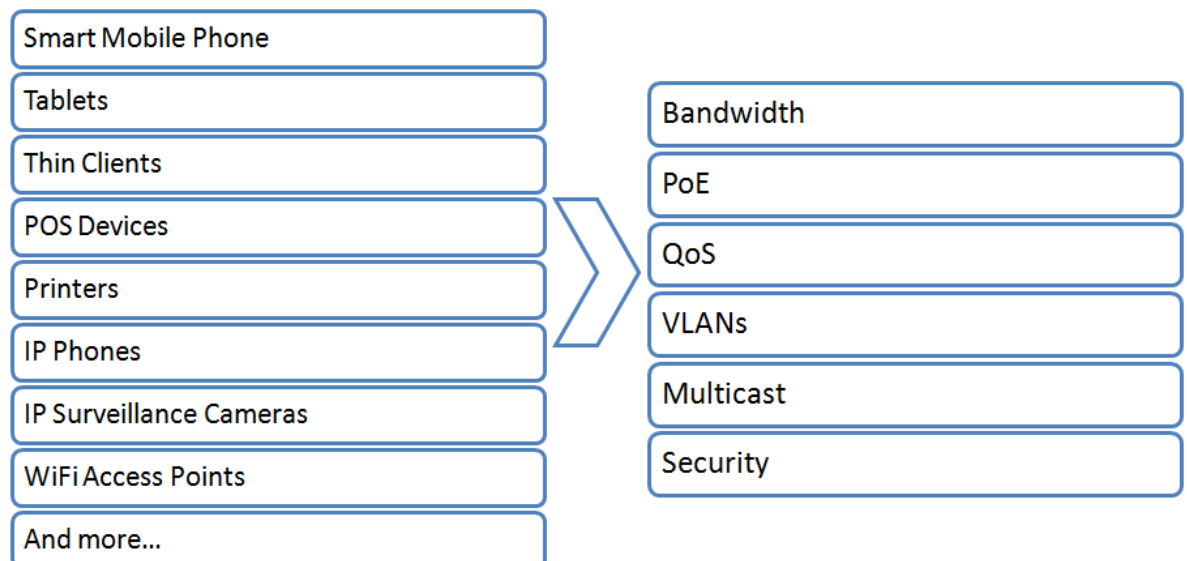 Smart Mobile Phone
Tablets
Thin Clients
POS Devices
Printers
IP Phones
IP Surveillance Cameras
WiFi Access Points
And more...
Bandwidth
PoE
QoS
VLANs
Multicast
Security